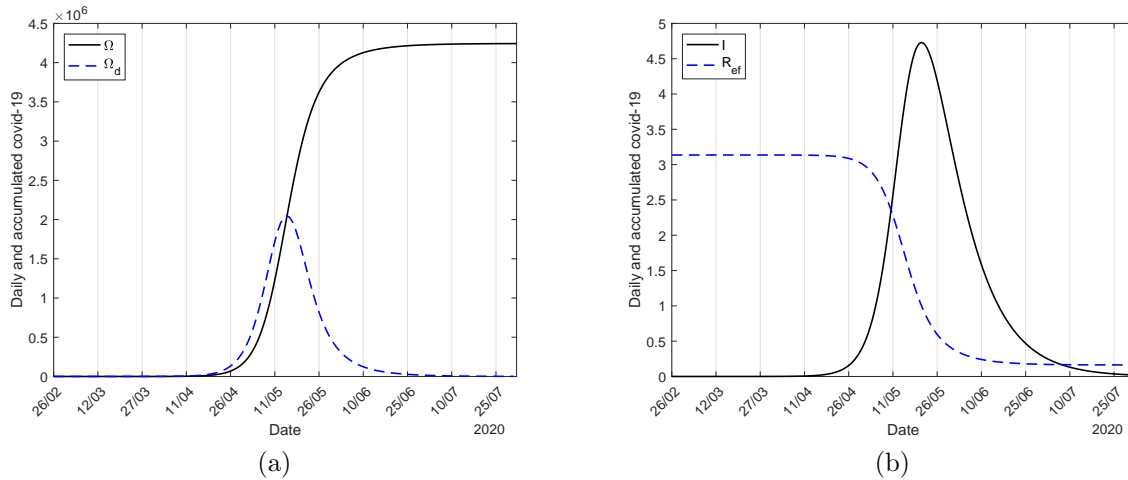 ×10⁶
4.5
4
3.5
3
2.5
2
1.5
1
0.5
0
Daily and accumulated covid-19
Ω
Ω_d
26/02 12/03 27/03 11/04 26/04 11/05 26/05 10/06 25/06 10/07 25/07
Date
2020
(a)
5
4.5
4
3.5
3
2.5
2
1.5
1
0.5
0
Daily and accumulated covid-19
I
R_ef
26/02 12/03 27/03 11/04 26/04 11/05 26/05 10/06 25/06 10/07 25/07
Date
2020
(b)